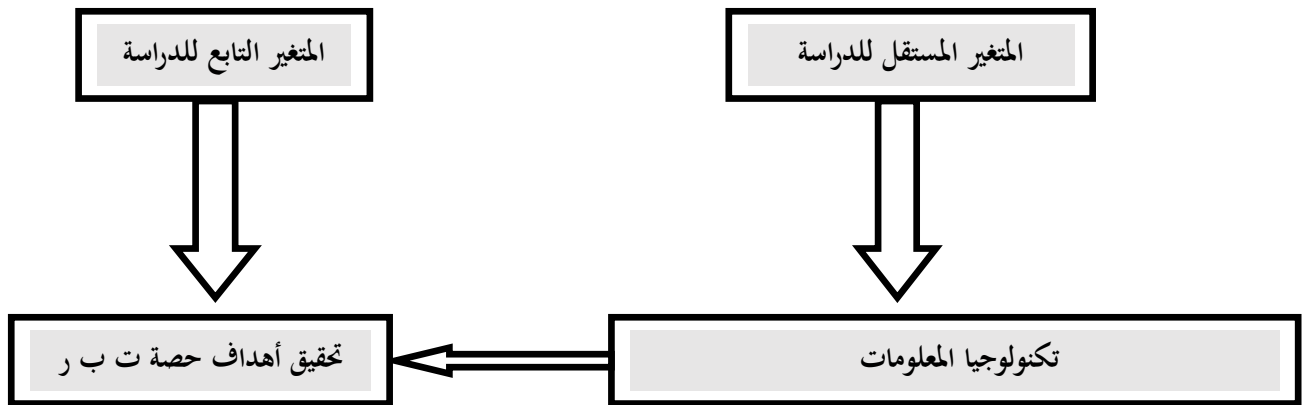 المتغير المستقل للدراسة
المتغير التابع للدراسة
تكنولوجيا المعلومات
تحقيق أهداف حصة ت ب ر